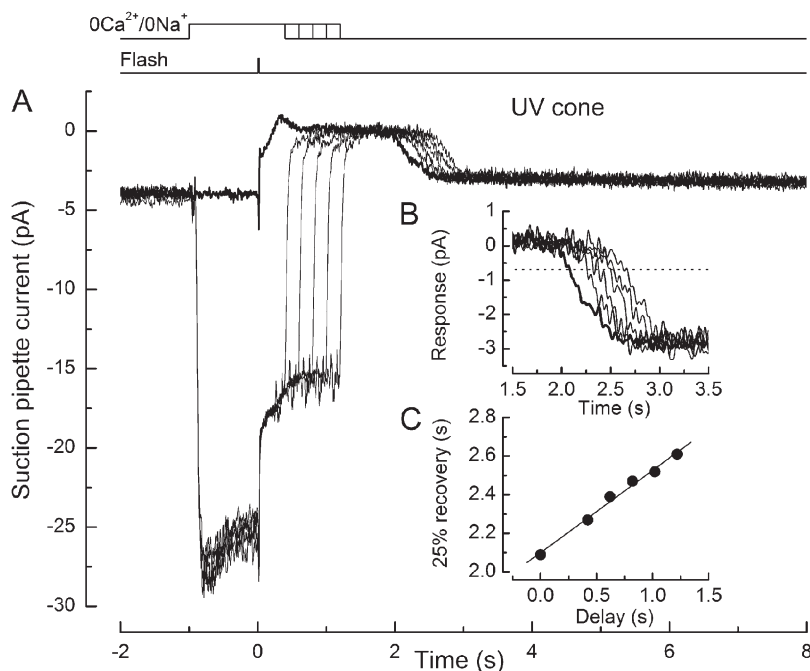 0Ca²⁺/0Na⁺
Flash
A
UV cone
Suction pipette current (pA)
0
-5
-10
-15
-20
-25
-30
-2
0
2
4
6
8
Time (s)
B
Response (pA)
1
0
-1
-2
-3
1.5
2.0
2.5
3.0
3.5
Time (s)
C
25% recovery (s)
2.8
2.6
2.4
2.2
2.0
0.0
0.5
1.0
1.5
Delay (s)